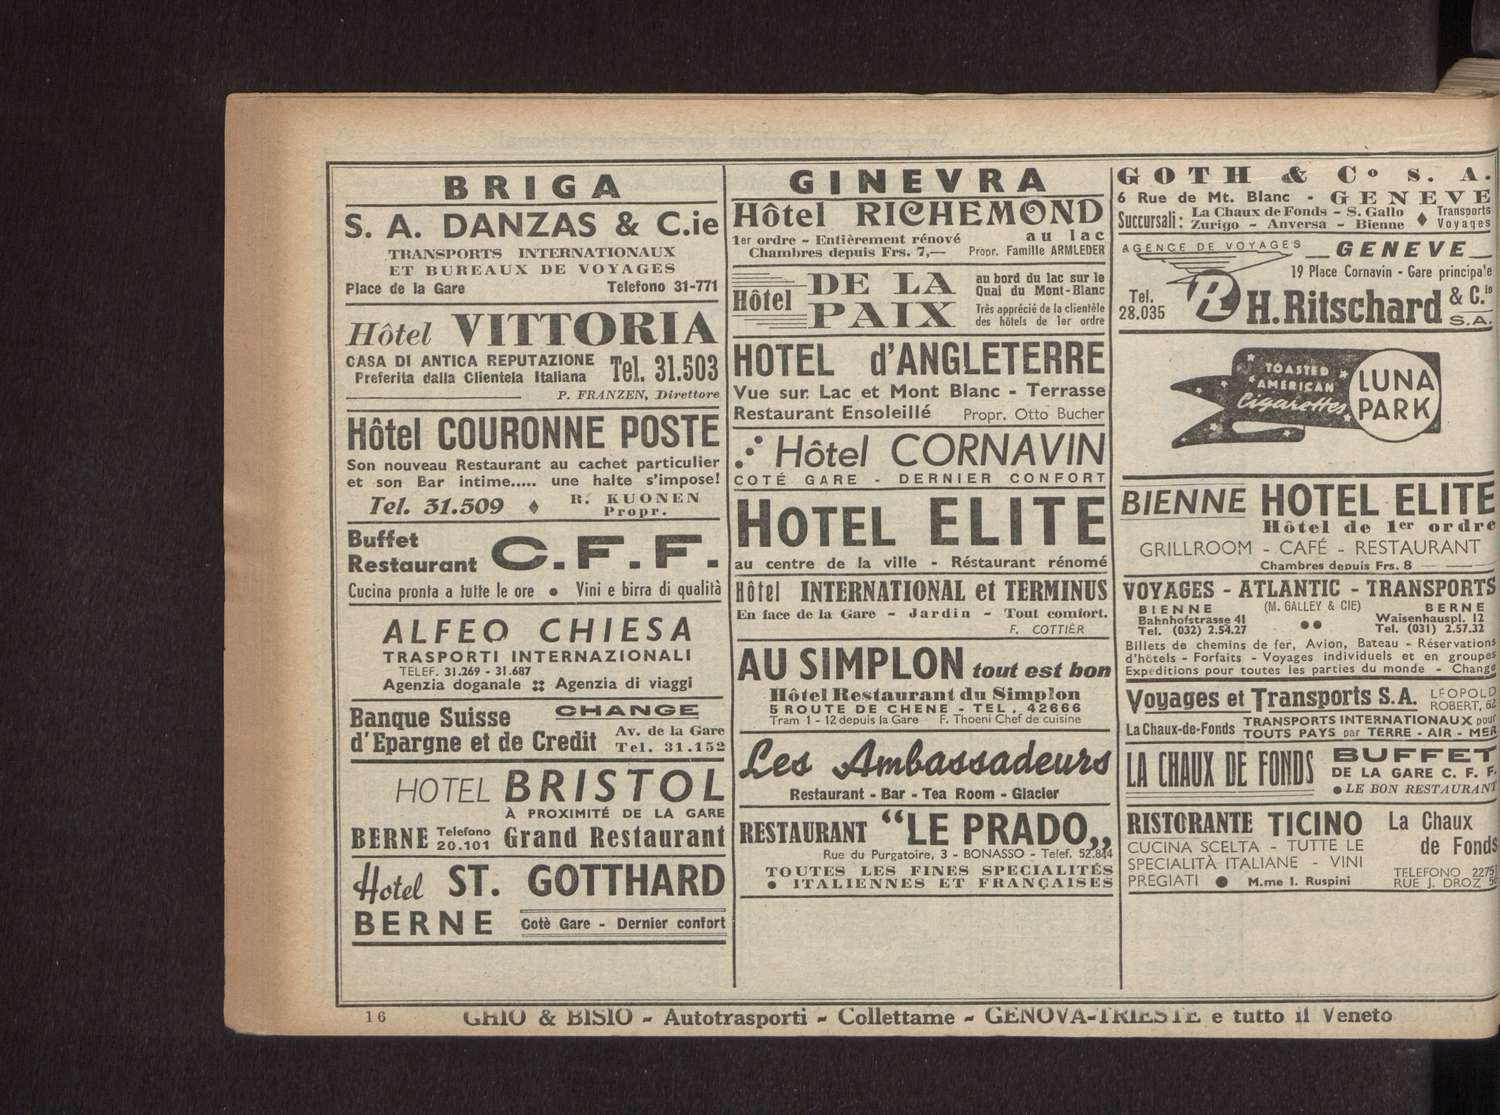 BRIGA
S. A. DANZAS & C.ie
TRANSPORTS INTERNATIONAUX
ET BUREAUX DE VOYAGES
Place de la Gare Telefono 31-771
Hôtel VITTORIA
CASA DI ANTICA REPUTAZIONE
Preferita dalla Clientela Italiana Tel. 31.503
P. FRANZEN, Direttore
Hôtel COURONNE POSTE
Son nouveau Restaurant au cachet particulier
et son Bar intime..... une halte s'impose!
Tel. 31.509 ♦ R. KUONEN
Propr.
Buffet
Restaurant C.F.F.
Cucina pronta a tutte le ore ● Vini e birra di qualità
ALFEO CHIESA
TRASPORTI INTERNAZIONALI
TELEF. 31.269 - 31.687
Agenzia doganale Agenzia di viaggi
Banque Suisse CHANGE
d'Epargne et de Credit Av. de la Gare
Tel. 31.152
HOTEL BRISTOL
À PROXIMITÉ DE LA GARE
BERNE Telefono 20.101 Grand Restaurant
Hotel ST. GOTTHARD
BERNE Cotè Gare - Dernier confort
GINEVRA
Hôtel RICHEMOND
1er ordre - Entièrement rénové au lac
Chambres depuis Frs. 7,— Propr. Famille ARMLEDER
Hôtel DE LA PAIX
au bord du lac sur le
Quai du Mont-Blanc
Très apprécié de la clientèle
des hôtels de 1er ordre
HOTEL d'ANGLETERRE
Vue sur Lac et Mont Blanc - Terrasse
Restaurant Ensoleillé Propr. Otto Bucher
Hôtel CORNAVIN
COTÉ GARE - DERNIER CONFORT
HOTEL ELITE
au centre de la ville - Réstaurant rénomé
Hôtel INTERNATIONAL et TERMINUS
En face de la Gare - Jardin - Tout comfort.
F. COTTIER
AU SIMPLON tout est bon
Hôtel Restaurant du Simplon
5 ROUTE DE CHENE - TEL. 42666
Tram 1 - 12 depuis la Gare F. Thoeni Chef de cuisine
Les Ambassadeurs
Restaurant - Bar - Tea Room - Glacier
RESTAURANT “LE PRADO„
Rue du Purgatoire, 3 - BONASSO - Telef. 52.844
TOUTES LES FINES SPECIALITÉS
● ITALIENNES ET FRANÇAISES
GOTH & Co S. A.
6 Rue de Mt. Blanc - GENEVE
Succursali: La Chaux de Fonds - S. Gallo ♦ Transports
Zurigo - Anversa - Bienne Voyages
AGENCE DE VOYAGES GENEVE
19 Place Cornavin - Gare principale
Tel.
28.035 R H. Ritschard & C.ie
S.A.
TOASTED
AMERICAN
Cigarettes
LUNA
PARK
BIENNE HOTEL ELITE
Hôtel de 1er ordre
GRILLROOM - CAFÉ - RESTAURANT
Chambres depuis Frs. 8
VOYAGES - ATLANTIC - TRANSPORTS
BIENNE (M. GALLEY & CIE) BERNE
Bahnhofstrasse 41 Waisenhauspl. 12
Tel. (032) 2.54.27 ●● Tel. (031) 2.57.32
Billets de chemins de fer, Avion, Bateau - Réservations
d'hôtels - Forfaits - Voyages individuels et en groupes
Expeditions pour toutes les parties du monde - Change
Voyages et Transports S.A. LEOPOLD
ROBERT, 62
La Chaux-de-Fonds TRANSPORTS INTERNATIONAUX pour
TOUTS PAYS par TERRE - AIR - MER
LA CHAUX DE FONDS BUFFET
DE LA GARE C. F. F.
● LE BON RESTAURANT
RISTORANTE TICINO La Chaux
de Fonds
CUCINA SCELTA - TUTTE LE
SPECIALITÀ ITALIANE - VINI
PREGIATI ● M.me I. Ruspini
TELEFONO 22751
RUE J. DROZ
16 GHIO & BISIO - Autotrasporti - Collettame - GENOVA-TRIESTE e tutto il Veneto